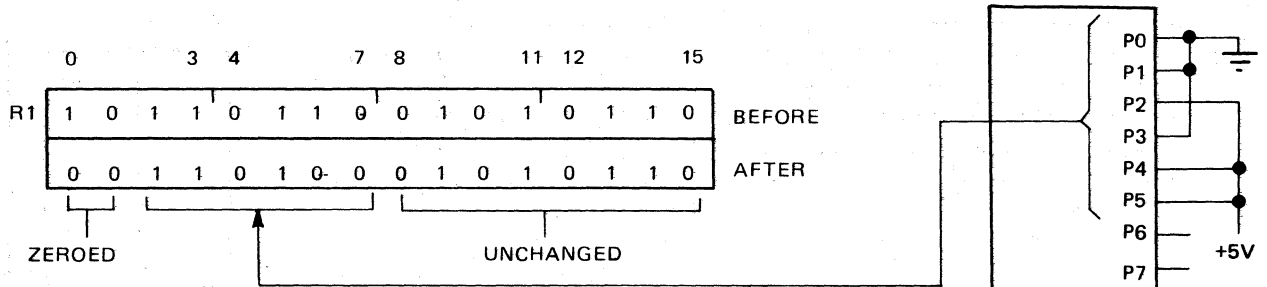 0 3 4 7 8 11 12 15
R1 1 0 1 1 0 1 1 0 0 1 0 1 0 1 1 0 BEFORE
0 0 1 1 0 1 0 0 0 1 0 1 0 1 1 0 AFTER
ZEROED UNCHANGED
P0
P1
P2
P3
P4
P5
P6
+5V
P7